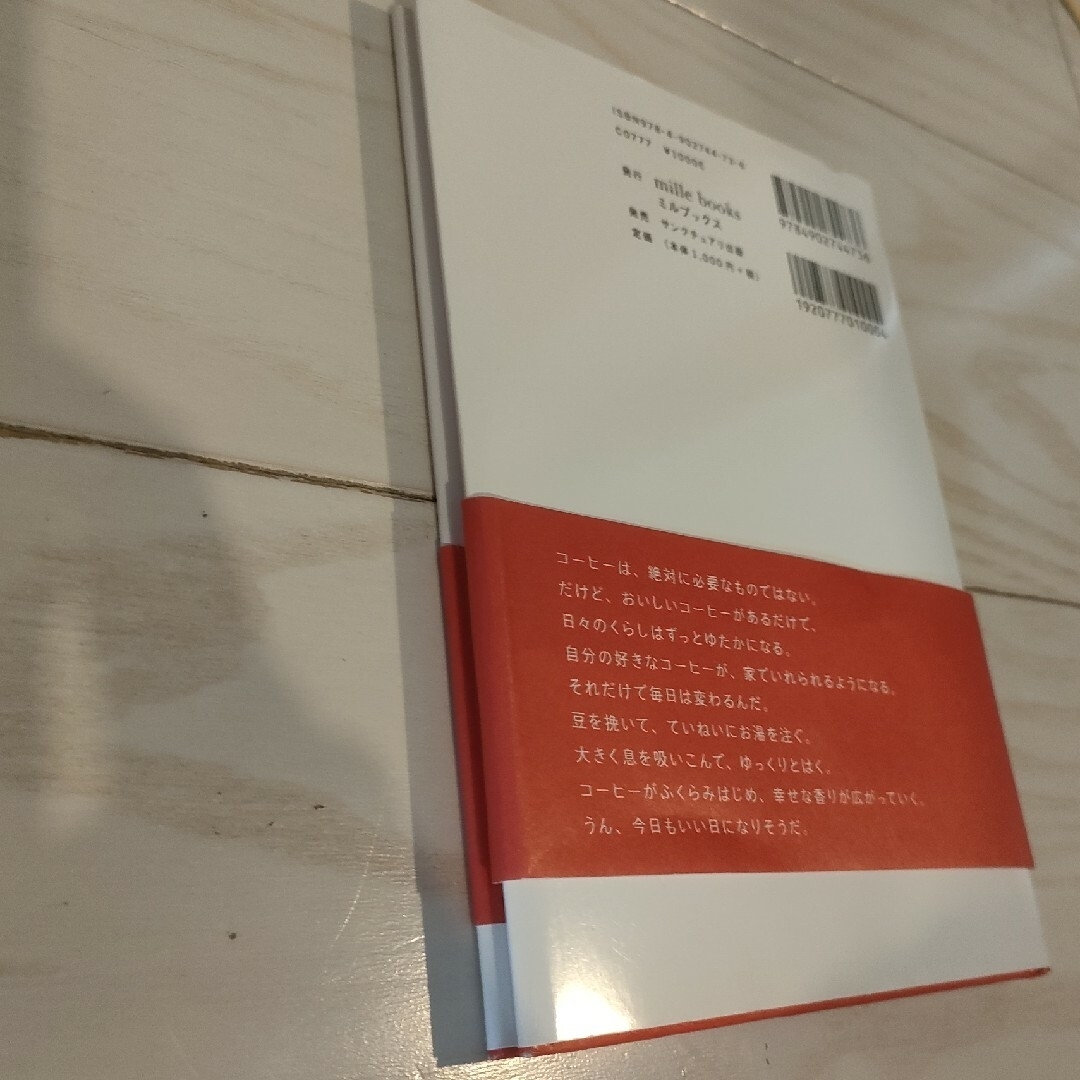 ISBN978-4-902744-73-6
C0777 ¥1000E
発行 mille books
ミルブックス
発売 サンクチュアリ出版
定価 (本体1,000円+税)
9784902744736
1920777010004
コーヒーは、絶対に必要なものではない。
だけど、おいしいコーヒーがあるだけで、
日々のくらしはずっとゆたかになる。
自分の好きなコーヒーが、家でいれられるようになる。
それだけで毎日は変わるんだ。
豆を挽いて、ていねいにお湯を注ぐ。
大きく息を吸いこんで、ゆっくりとはく。
コーヒーがふくらみはじめ、幸せな香りが広がっていく。
うん、今日もいい日になりそうだ。